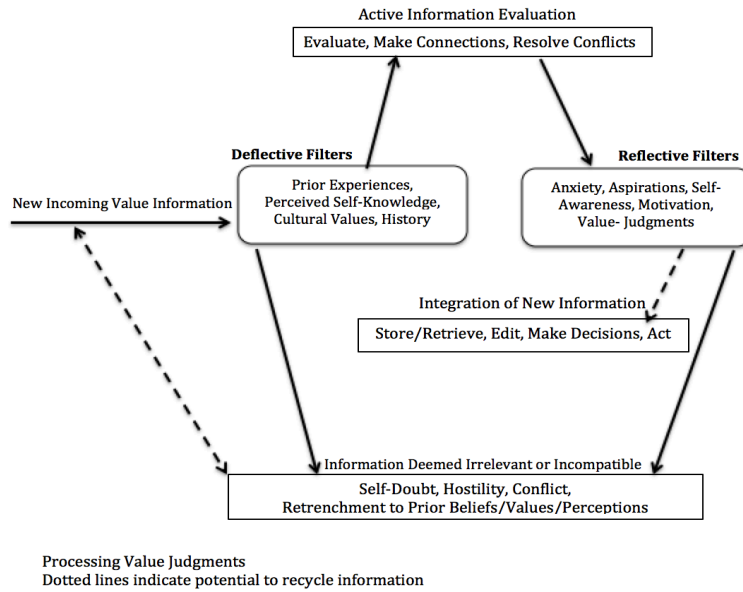 Active Information Evaluation
Evaluate, Make Connections, Resolve Conflicts
Deflective Filters
Prior Experiences,
Perceived Self-Knowledge,
Cultural Values, History
Reflective Filters
Anxiety, Aspirations, Self-
Awareness, Motivation,
Value- Judgments
New Incoming Value Information
Integration of New Information
Store/Retrieve, Edit, Make Decisions, Act
Information Deemed Irrelevant or Incompatible
Self-Doubt, Hostility, Conflict,
Retrenchment to Prior Beliefs/Values/Perceptions
Processing Value Judgments
Dotted lines indicate potential to recycle information